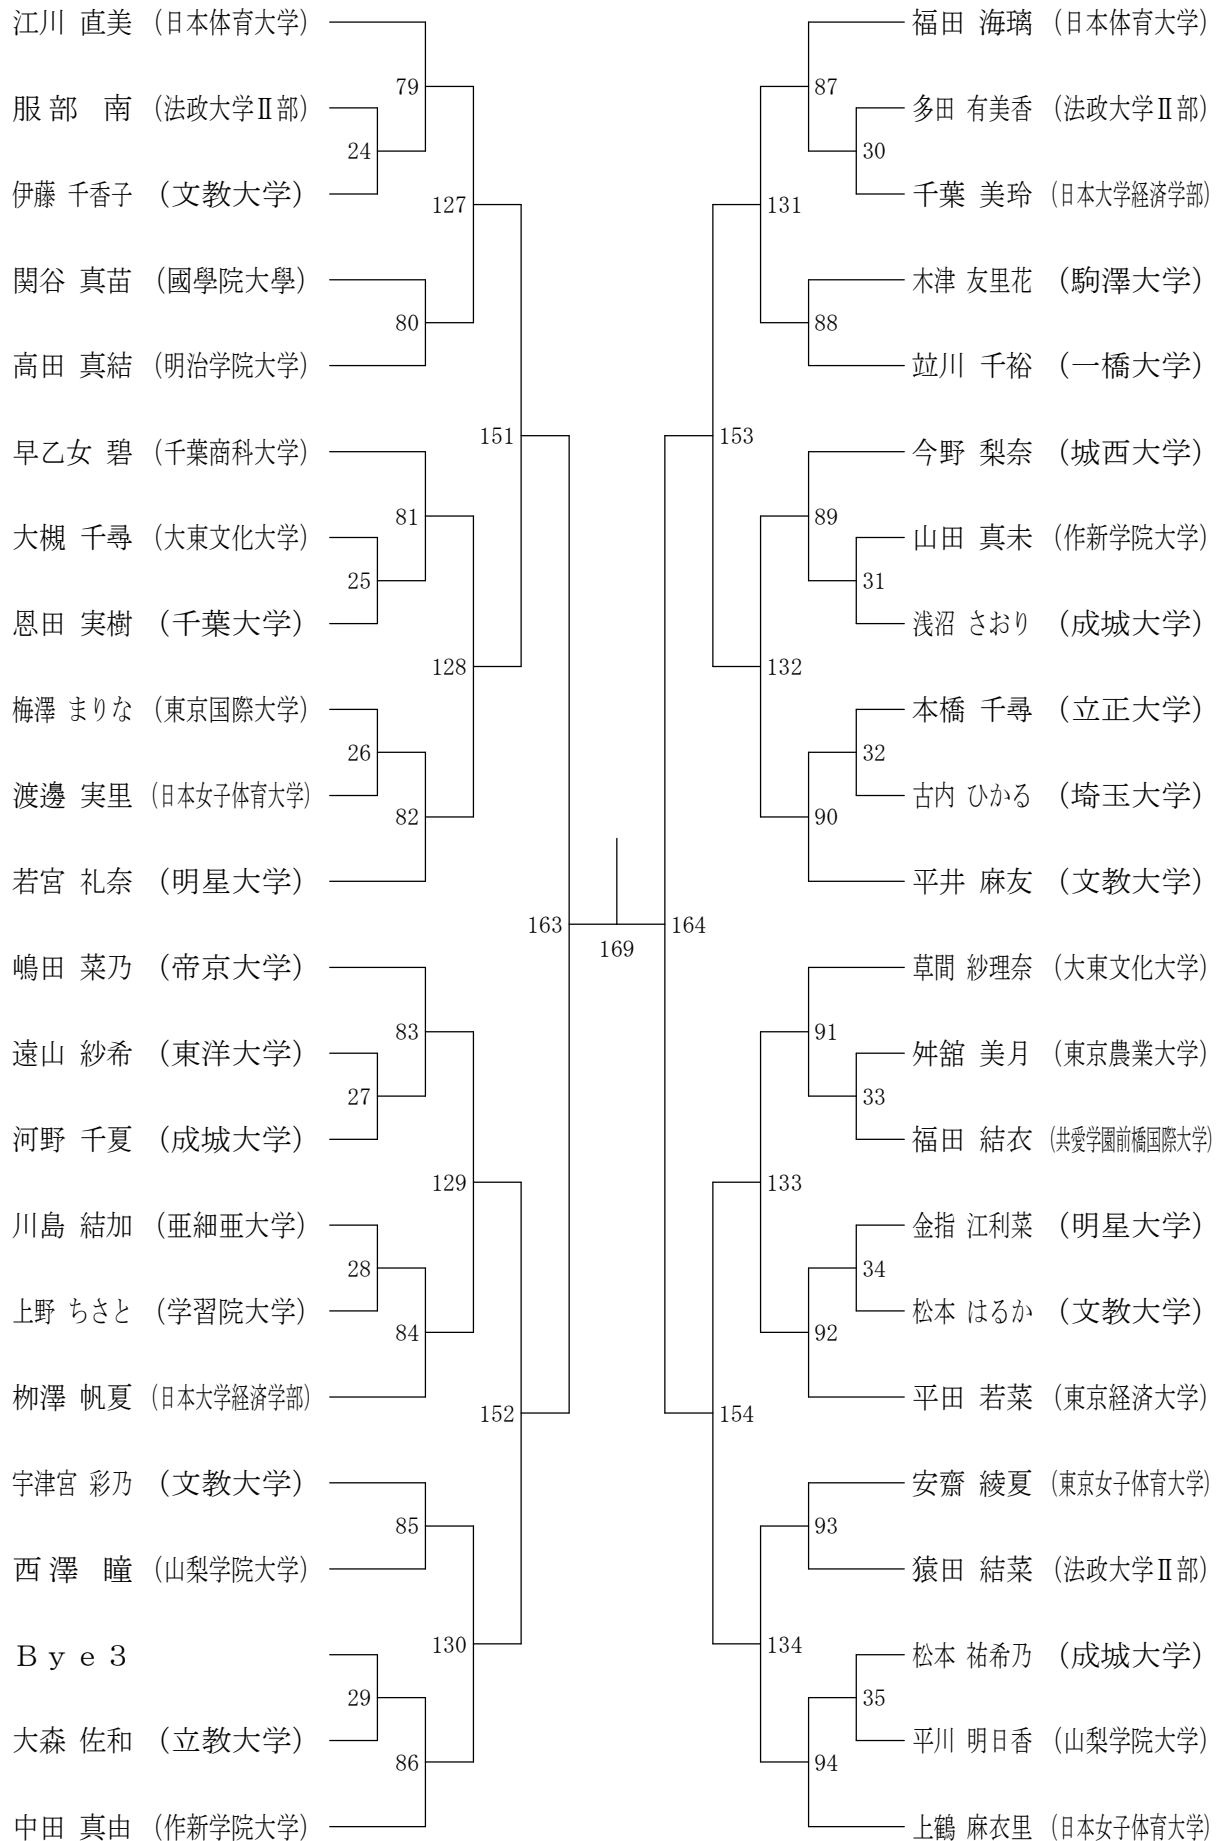 江川 直美 （日本体育大学）
79
服部 南 （法政大学Ⅱ部）
24
伊藤 千香子 （文教大学）
127
関谷 真苗 （國學院大學）
80
高田 真結 （明治学院大学）
151
早乙女 碧 （千葉商科大学）
81
大槻 千尋 （大東文化大学）
25
恩田 実樹 （千葉大学）
128
梅澤 まりな （東京国際大学）
26
渡邊 実里 （日本女子体育大学）
82
若宮 礼奈 （明星大学）
163
嶋田 菜乃 （帝京大学）
83
遠山 紗希 （東洋大学）
27
河野 千夏 （成城大学）
129
川島 結加 （亜細亜大学）
28
上野 ちさと （学習院大学）
84
栁澤 帆夏 （日本大学経済学部）
152
宇津宮 彩乃 （文教大学）
85
西澤 瞳 （山梨学院大学）
130
Ｂｙｅ３
29
大森 佐和 （立教大学）
86
中田 真由 （作新学院大学）
169
福田 海璃 （日本体育大学）
87
多田 有美香 （法政大学Ⅱ部）
30
千葉 美玲 （日本大学経済学部）
131
木津 友里花 （駒澤大学）
88
竝川 千裕 （一橋大学）
153
今野 梨奈 （城西大学）
89
山田 真未 （作新学院大学）
31
浅沼 さおり （成城大学）
132
本橋 千尋 （立正大学）
32
古内 ひかる （埼玉大学）
90
平井 麻友 （文教大学）
164
草間 紗理奈 （大東文化大学）
91
舛舘 美月 （東京農業大学）
33
福田 結衣 （共愛学園前橋国際大学）
133
金指 江利菜 （明星大学）
34
松本 はるか （文教大学）
92
平田 若菜 （東京経済大学）
154
安齋 綾夏 （東京女子体育大学）
93
猿田 結菜 （法政大学Ⅱ部）
134
松本 祐希乃 （成城大学）
35
平川 明日香 （山梨学院大学）
94
上鶴 麻衣里 （日本女子体育大学）